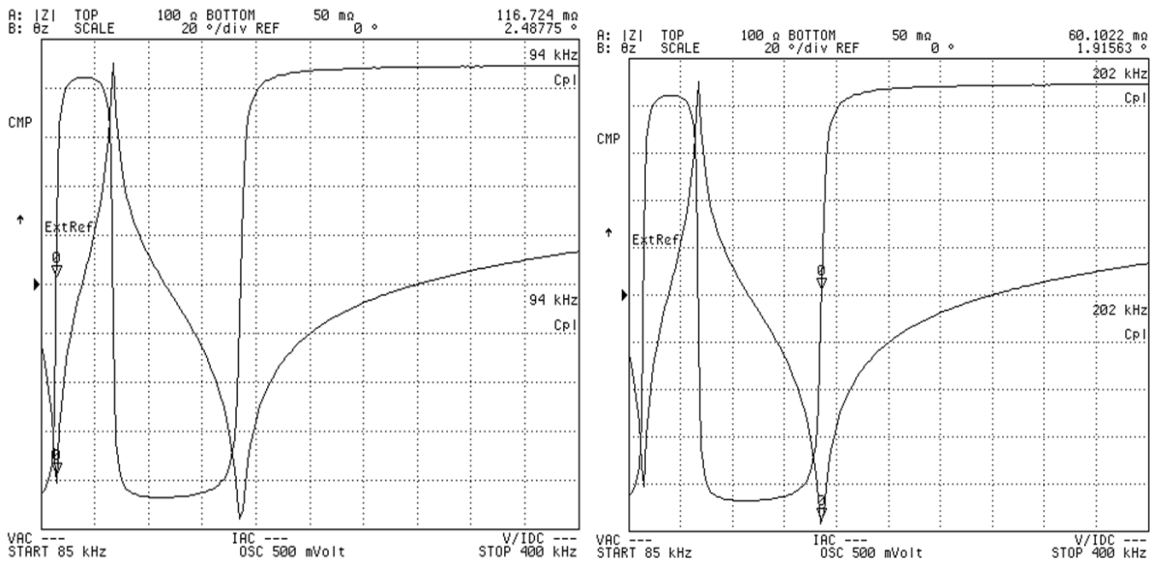 A: |Z| TOP 100 Ω BOTTOM 50 mΩ 116.724 mΩ
B: θz SCALE 20 °/div REF 0 ° 2.48775 °
94 kHz
Cpl
CMP
ExtRef
0
94 kHz
Cpl
0
VAC --- IAC --- V/IDC ---
START 85 kHz OSC 500 mVolt STOP 400 kHz
A: |Z| TOP 100 Ω BOTTOM 50 mΩ 60.1022 mΩ
B: θz SCALE 20 °/div REF 0 ° 1.91563 °
202 kHz
Cpl
CMP
ExtRef
0
202 kHz
Cpl
0
VAC --- IAC --- V/IDC ---
START 85 kHz OSC 500 mVolt STOP 400 kHz